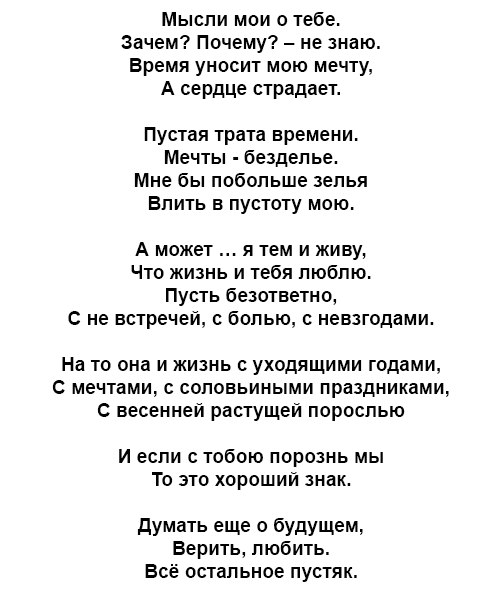 Мысли мои о тебе.
Зачем? Почему? – не знаю.
Время уносит мою мечту,
А сердце страдает.

Пустая трата времени.
Мечты - безделье.
Мне бы побольше зелья
Влить в пустоту мою.

А может … я тем и живу,
Что жизнь и тебя люблю.
Пусть безответно,
С не встречей, с болью, с невзгодами.

На то она и жизнь с уходящими годами,
С мечтами, с соловьиными праздниками,
С весенней растущей порослью

И если с тобою порознь мы
То это хороший знак.

Думать еще о будущем,
Верить, любить.
Всё остальное пустяк.